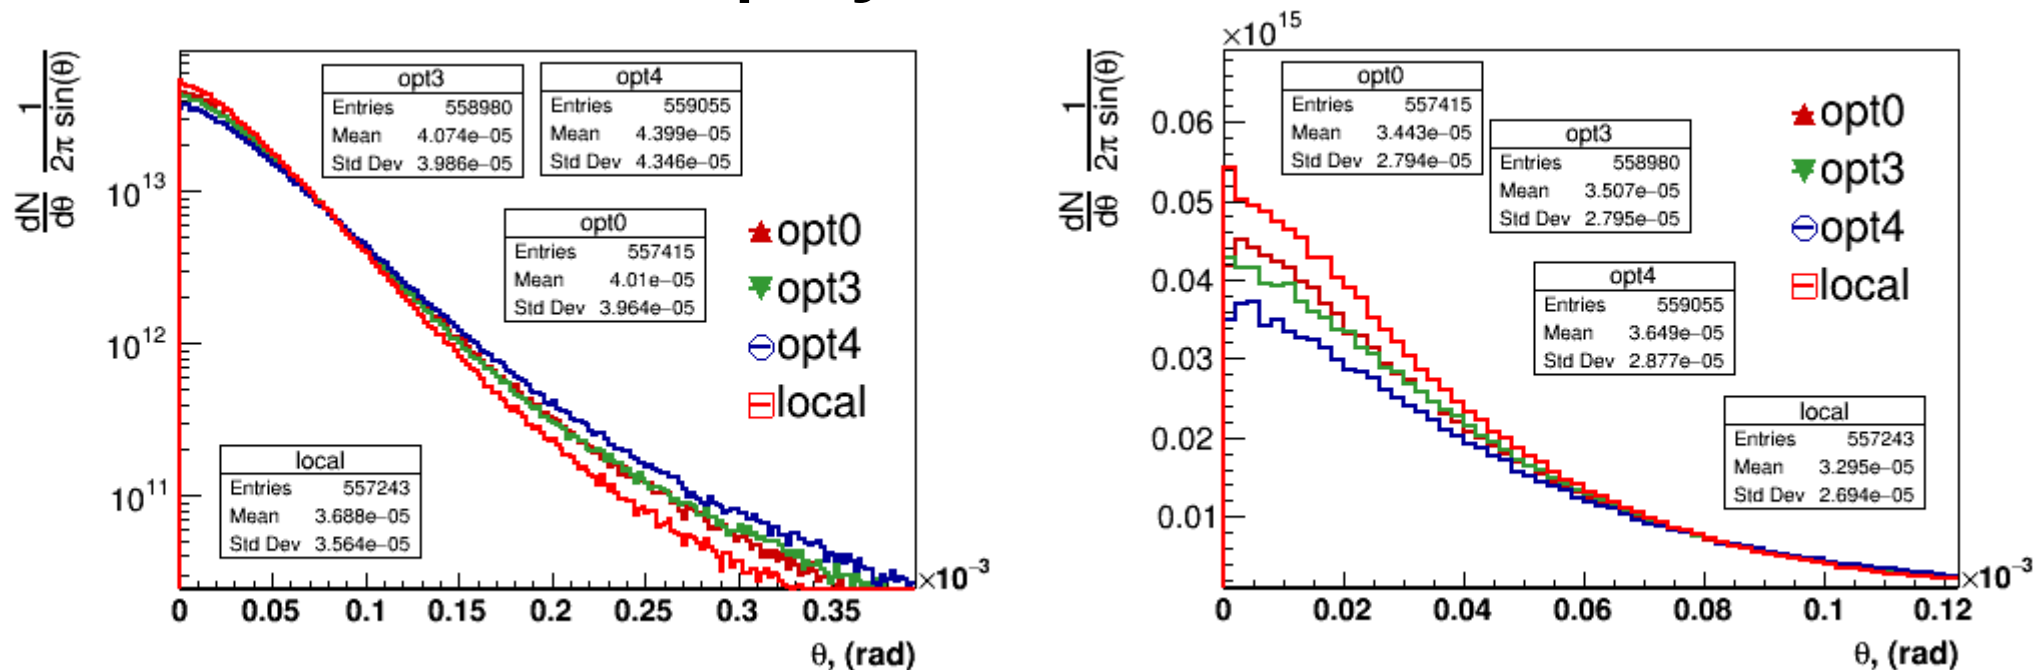 dN/dθ 1/2π sin(θ)
opt3
Entries 558980
Mean 4.074e−05
Std Dev 3.986e−05
opt4
Entries 559055
Mean 4.399e−05
Std Dev 4.346e−05
opt0
Entries 557415
Mean 4.01e−05
Std Dev 3.964e−05
opt0
opt3
opt4
local
local
Entries 557243
Mean 3.688e−05
Std Dev 3.564e−05
10¹³
10¹²
10¹¹
0 0.05 0.1 0.15 0.2 0.25 0.3 0.35
×10⁻³
θ, (rad)
×10¹⁵
dN/dθ 1/2π sin(θ)
opt0
Entries 557415
Mean 3.443e−05
Std Dev 2.794e−05
opt3
Entries 558980
Mean 3.507e−05
Std Dev 2.795e−05
opt4
Entries 559055
Mean 3.649e−05
Std Dev 2.877e−05
local
Entries 557243
Mean 3.295e−05
Std Dev 2.694e−05
opt0
opt3
opt4
local
0.06
0.05
0.04
0.03
0.02
0.01
0 0.02 0.04 0.06 0.08 0.1 0.12
×10⁻³
θ, (rad)